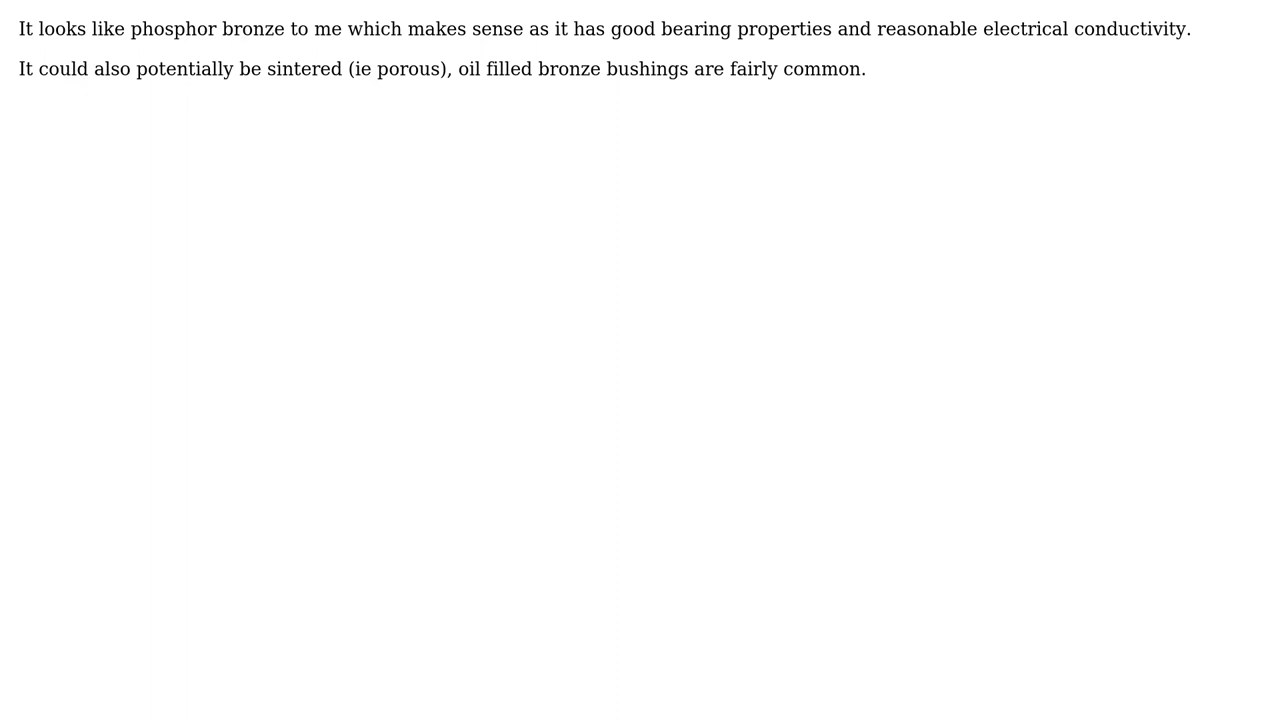 It looks like phosphor bronze to me which makes sense as it has good bearing properties and reasonable electrical conductivity.
It could also potentially be sintered (ie porous), oil filled bronze bushings are fairly common.